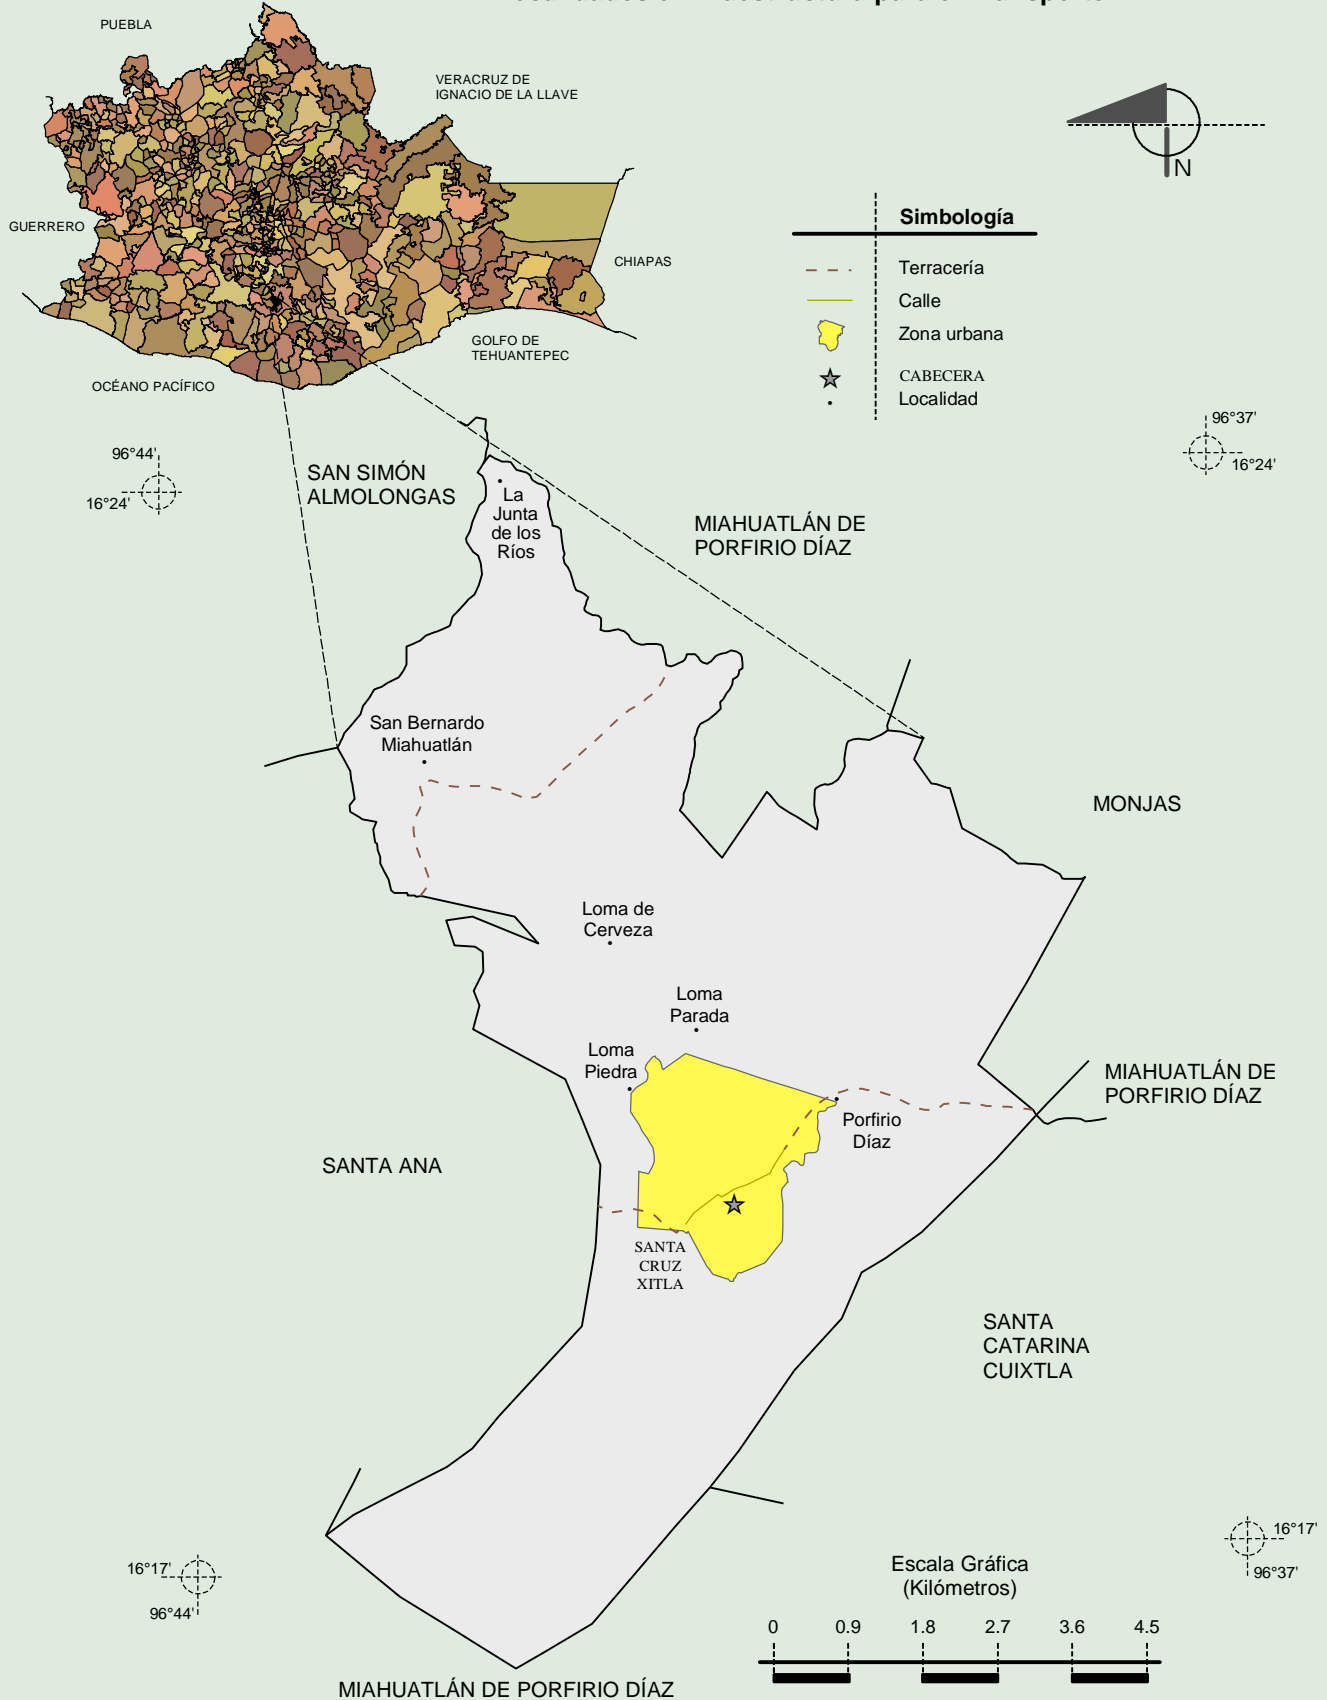 PUEBLA
VERACRUZ DE
IGNACIO DE LA LLAVE
GUERRERO
CHIAPAS
GOLFO DE
TEHUANTEPEC
OCÉANO PACÍFICO
N
Simbología
Terracería
Calle
Zona urbana
CABECERA
Localidad
96°44'
16°24'
96°37'
16°24'
SAN SIMÓN
ALMOLONGAS
La
Junta
de los
Ríos
MIAHUATLÁN DE
PORFIRIO DÍAZ
San Bernardo
Miahuatlán
MONJAS
Loma de
Cerveza
Loma
Parada
Loma
Piedra
MIAHUATLÁN DE
PORFIRIO DÍAZ
Porfirio
Díaz
SANTA ANA
SANTA
CRUZ
XITLA
SANTA
CATARINA
CUIXTLA
16°17'
96°44'
16°17'
96°37'
Escala Gráfica
(Kilómetros)
0 0.9 1.8 2.7 3.6 4.5
MIAHUATLÁN DE PORFIRIO DÍAZ